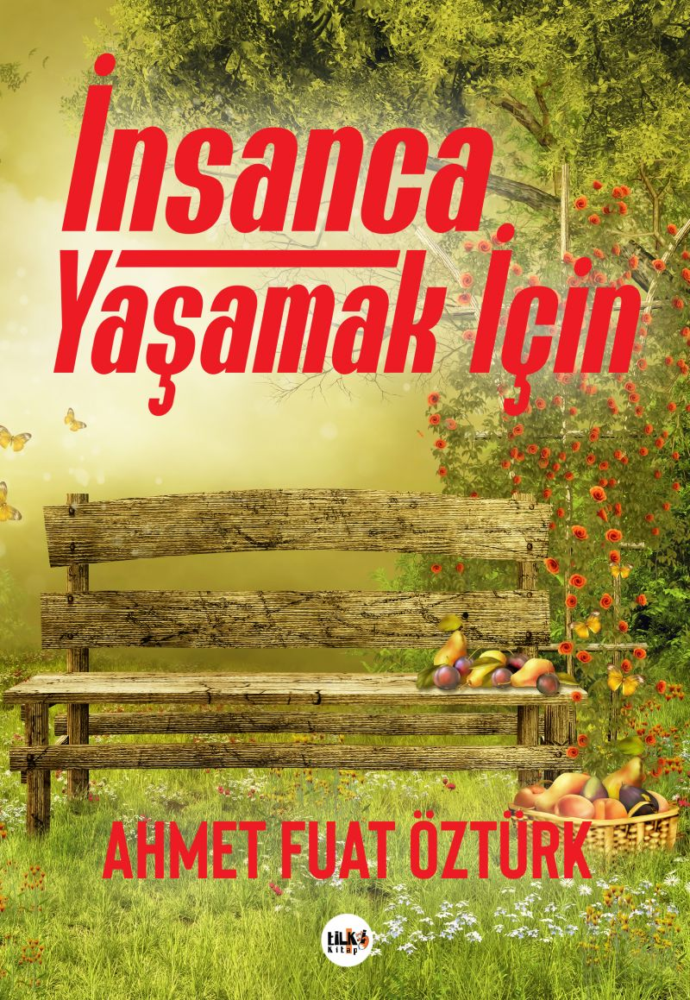 İnsanca
Yaşamak İçin
AHMET FUAT ÖZTÜRK
tiLKi
Kitap